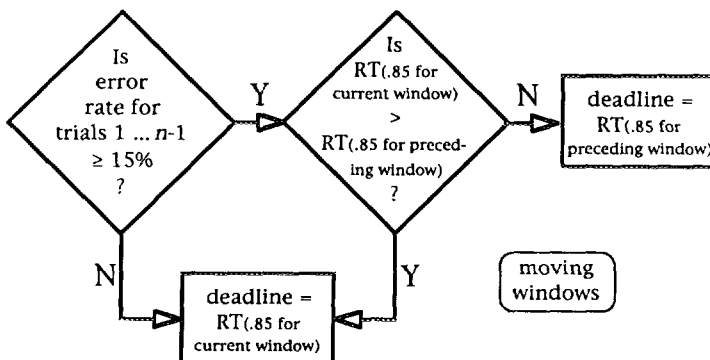 Is
error
rate for
trials 1 ... n-1
≥ 15%
?
Y
Is
RT(.85 for
current window)
>
RT(.85 for preced-
ing window)
?
N
deadline =
RT(.85 for
preceding window)
N
deadline =
RT(.85 for
current window)
Y
moving
windows